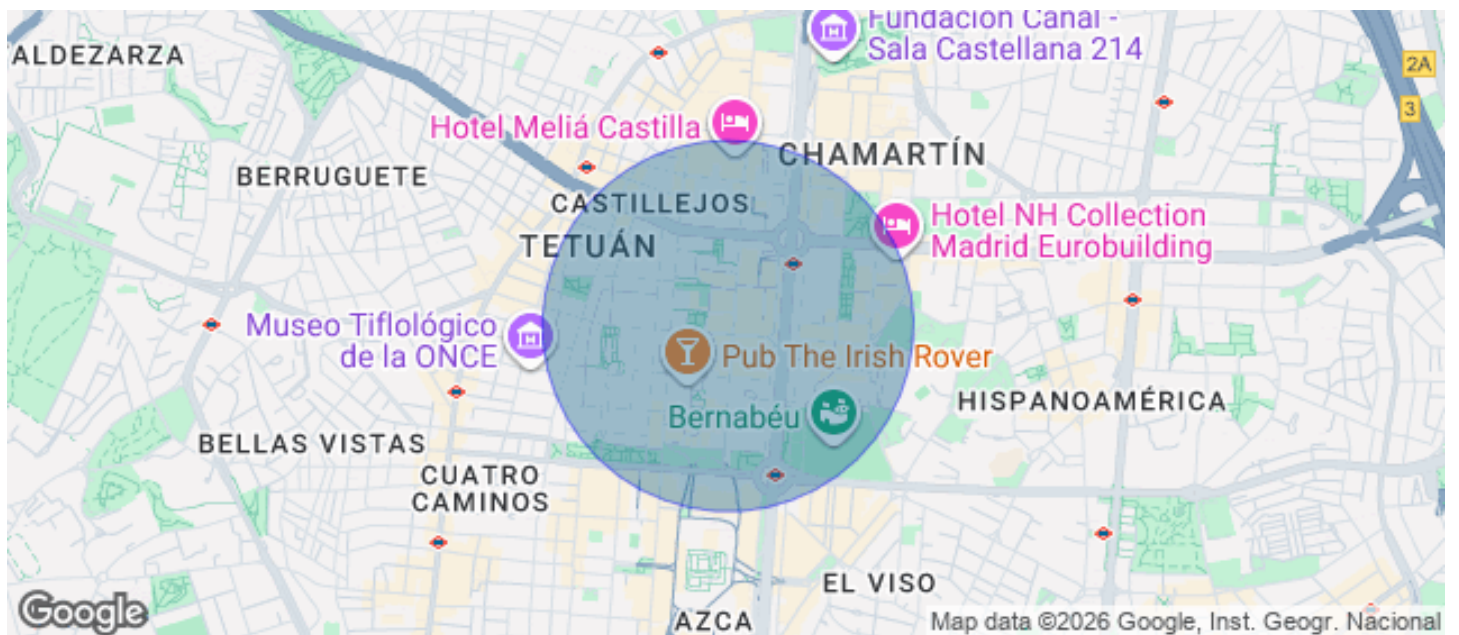 Fundación Canal -
Sala Castellana 214
ALDEZARZA
2A
3
Hotel Meliá Castilla
CHAMARTÍN
BERRUGUETE
CASTILLEJOS
Hotel NH Collection
Madrid Eurobuilding
TETUÁN
Museo Tiflológico
de la ONCE
Pub The Irish Rover
HISPANOAMÉRICA
Bernabéu
BELLAS VISTAS
CUATRO
CAMINOS
EL VISO
Google
AZCA
Map data ©2026 Google, Inst. Geogr. Nacional